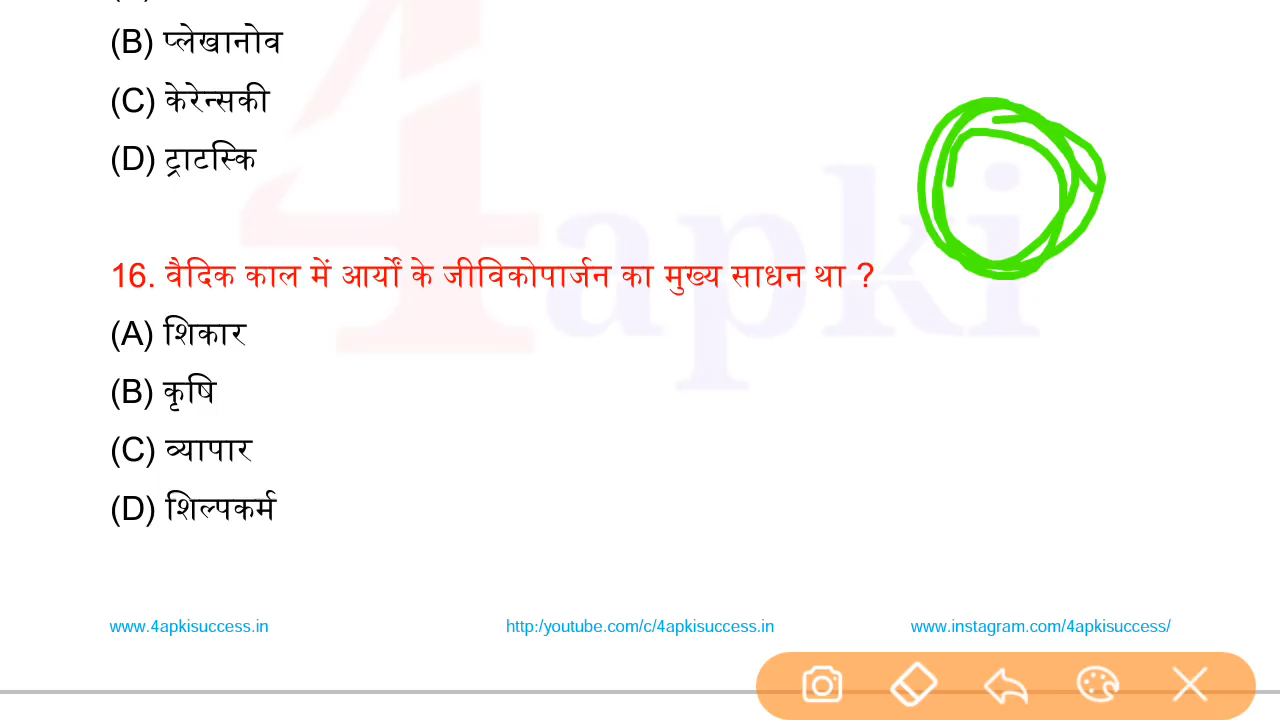 (B) प्लेखानोव
(C) केरेन्सकी
(D) ट्राटस्कि
16. वैदिक काल में आर्यों के जीविकोपार्जन का मुख्य साधन था ?
(A) शिकार
(B) कृषि
(C) व्यापार
(D) शिल्पकर्म
4apki
www.4apkisuccess.in http:/youtube.com/c/4apkisuccess.in www.instagram.com/4apkisuccess/